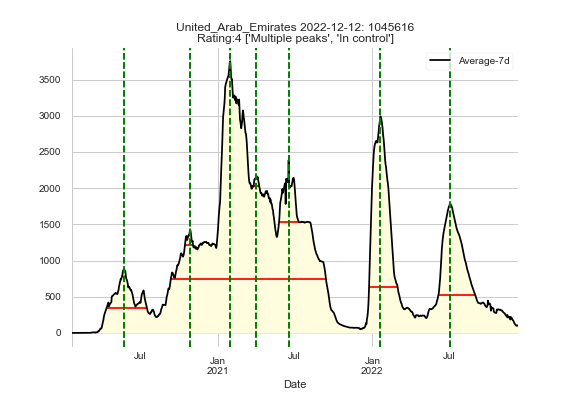 United_Arab_Emirates 2022-12-12: 1045616
Rating:4 ['Multiple peaks', 'In control']
Average-7d
3500
3000
2500
2000
1500
1000
500
0
Jul
Jan
2021
Jul
Jan
2022
Jul
Date